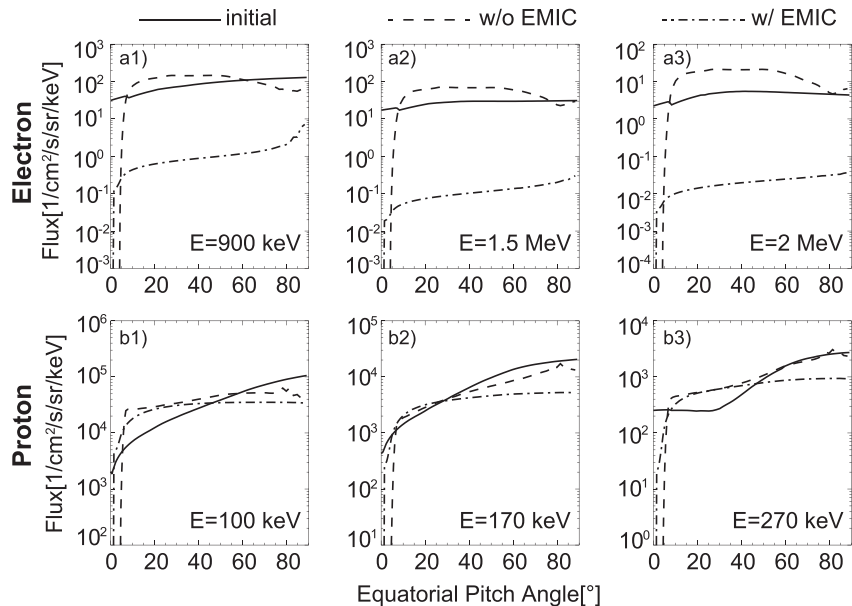 initial w/o EMIC w/ EMIC
Electron
Flux[1/cm²/s/sr/keV]
a1) a2) a3)
10³ 10² 10¹ 10⁰ 10⁻¹ 10⁻² 10⁻³
10³ 10² 10¹ 10⁰ 10⁻¹ 10⁻² 10⁻³
10³ 10² 10¹ 10⁰ 10⁻¹ 10⁻² 10⁻³ 10⁻⁴
E=900 keV E=1.5 MeV E=2 MeV
0 20 40 60 80 0 20 40 60 80 0 20 40 60 80
Proton
Flux[1/cm²/s/sr/keV]
b1) b2) b3)
10⁶ 10⁵ 10⁴ 10³ 10²
10⁵ 10⁴ 10³ 10² 10¹
10⁴ 10³ 10² 10¹ 10⁰
E=100 keV E=170 keV E=270 keV
0 20 40 60 80 0 20 40 60 80 0 20 40 60 80
Equatorial Pitch Angle[°]